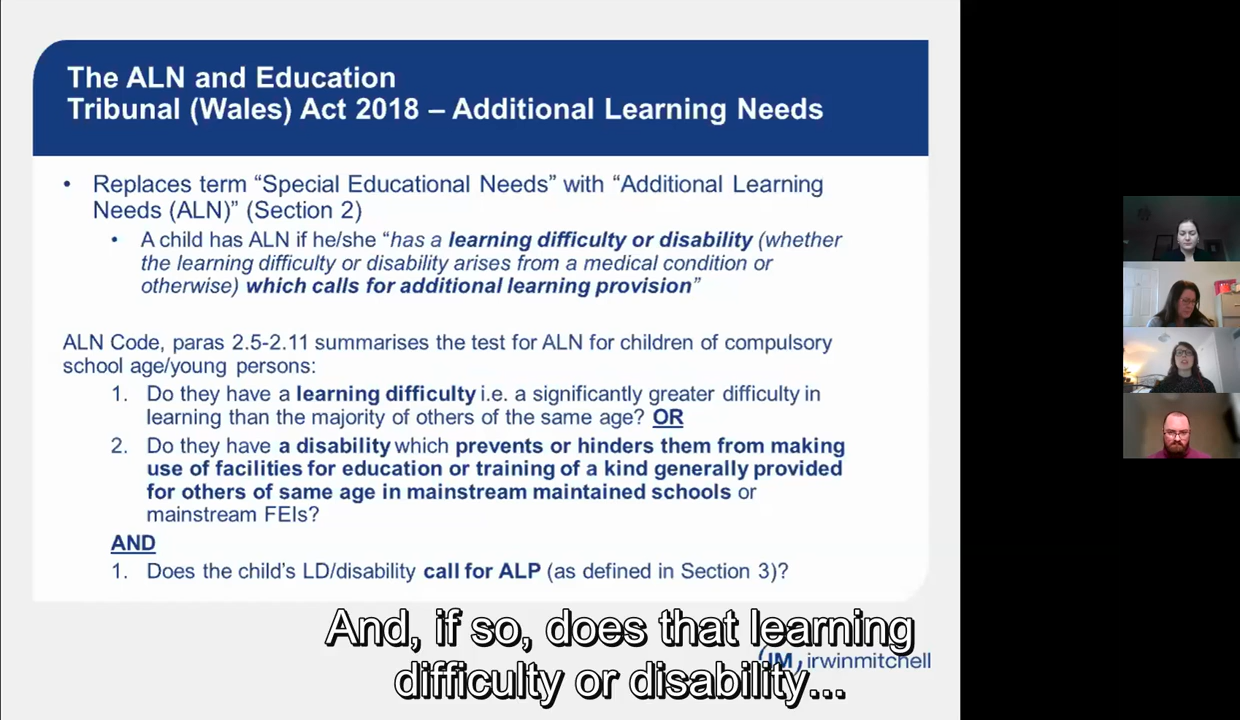 The ALN and Education
Tribunal (Wales) Act 2018 – Additional Learning Needs
• Replaces term “Special Educational Needs” with “Additional Learning
Needs (ALN)” (Section 2)
• A child has ALN if he/she “has a learning difficulty or disability (whether
the learning difficulty or disability arises from a medical condition or
otherwise) which calls for additional learning provision”
ALN Code, paras 2.5-2.11 summarises the test for ALN for children of compulsory
school age/young persons:
1. Do they have a learning difficulty i.e. a significantly greater difficulty in
learning than the majority of others of the same age? OR
2. Do they have a disability which prevents or hinders them from making
use of facilities for education or training of a kind generally provided
for others of same age in mainstream maintained schools or
mainstream FEIs?
AND
1. Does the child’s LD/disability call for ALP (as defined in Section 3)?
And, if so, does that learning
difficulty or disability...
IM irwinmitchell